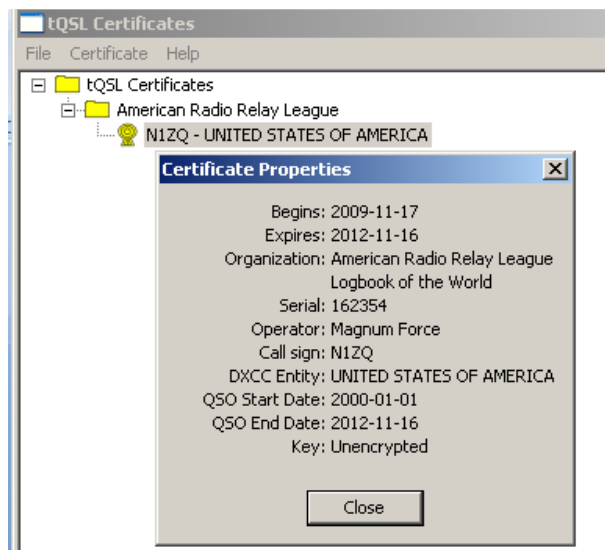 tQSL Certificates
File Certificate Help
tQSL Certificates
American Radio Relay League
N1ZQ - UNITED STATES OF AMERICA
Certificate Properties
Begins: 2009-11-17
Expires: 2012-11-16
Organization: American Radio Relay League
Logbook of the World
Serial: 162354
Operator: Magnum Force
Call sign: N1ZQ
DXCC Entity: UNITED STATES OF AMERICA
QSO Start Date: 2000-01-01
QSO End Date: 2012-11-16
Key: Unencrypted
Close